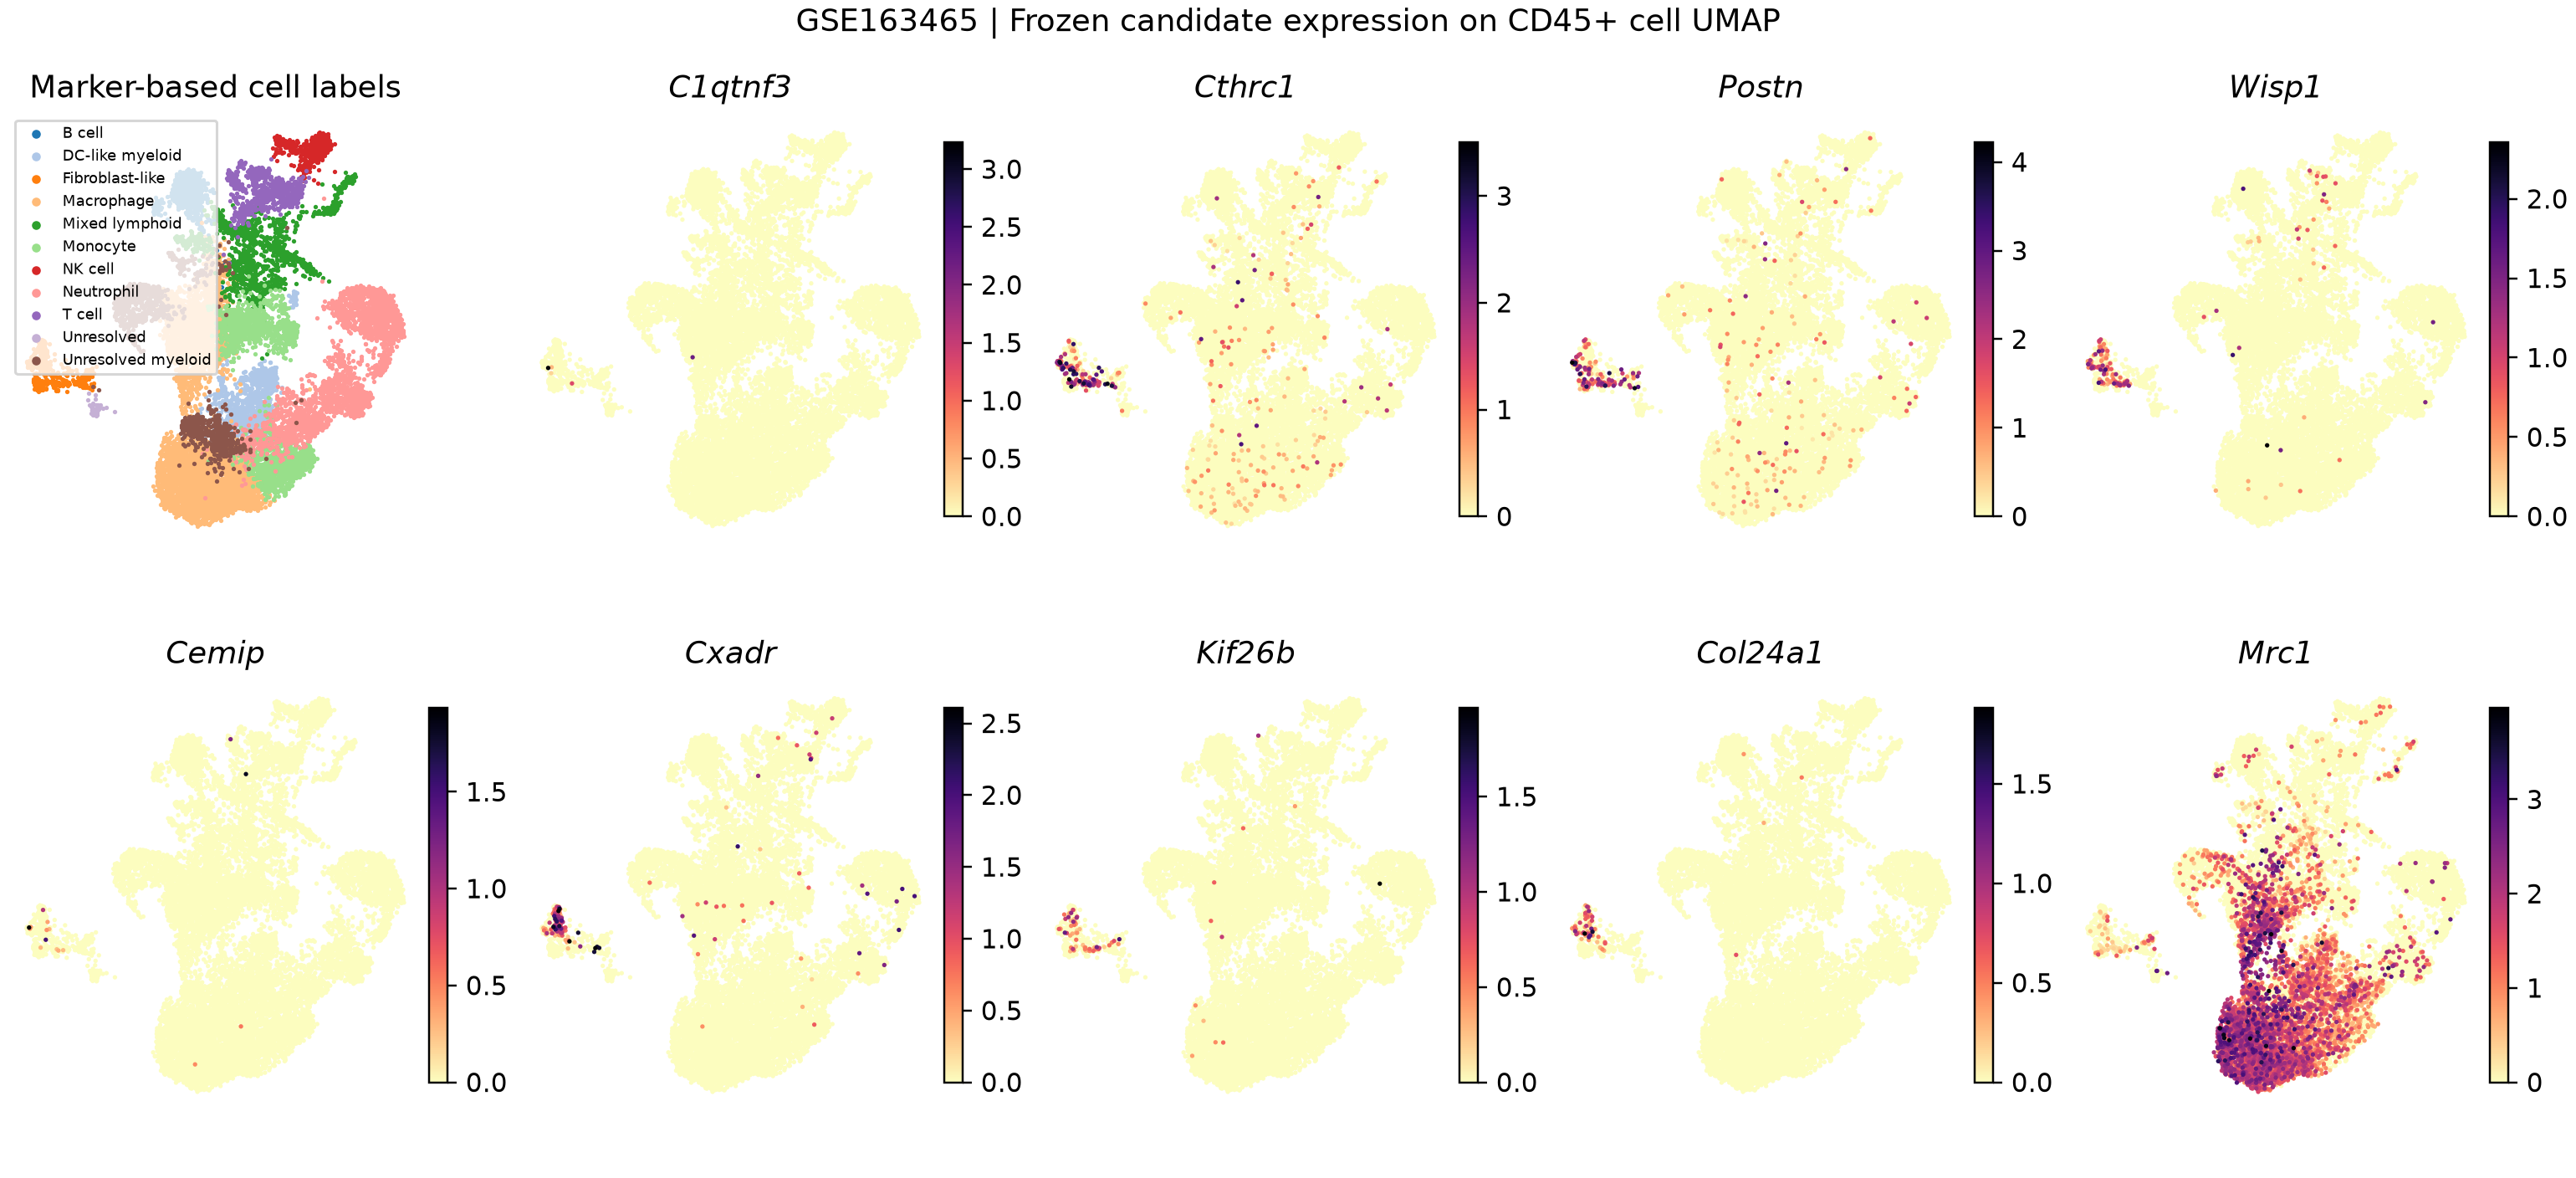 GSE163465 | Frozen candidate expression on CD45+ cell UMAP
Marker-based cell labels
B cell
DC-like myeloid
Fibroblast-like
Macrophage
Mixed lymphoid
Monocyte
NK cell
Neutrophil
T cell
Unresolved
Unresolved myeloid
C1qtnf3
3.0
2.5
2.0
1.5
1.0
0.5
0.0
Cthrc1
3
2
1
0
Postn
4
3
2
1
0
Wisp1
2.0
1.5
1.0
0.5
0.0
Cemip
1.5
1.0
0.5
0.0
Cxadr
2.5
2.0
1.5
1.0
0.5
0.0
Kif26b
1.5
1.0
0.5
0.0
Col24a1
1.5
1.0
0.5
0.0
Mrc1
3
2
1
0